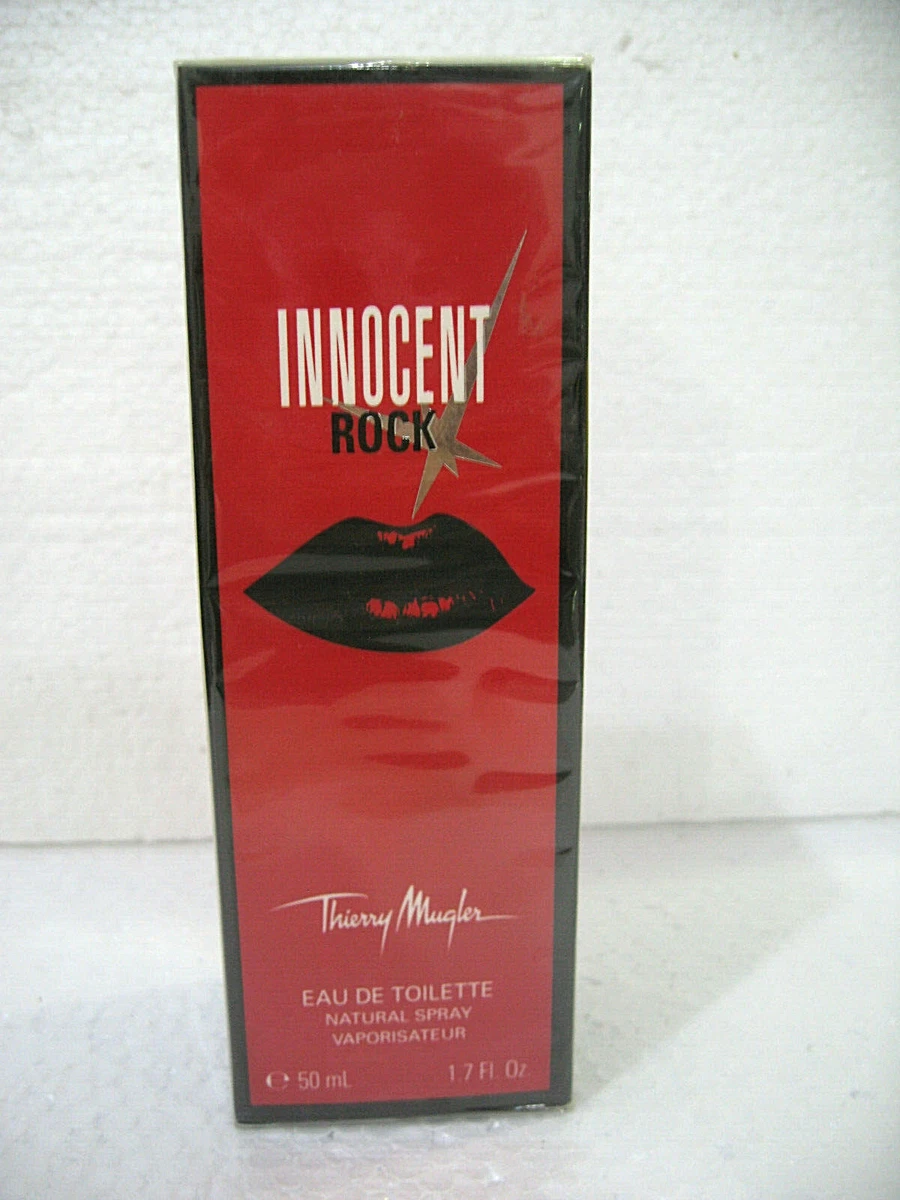 INNOCENT
ROCK
Thierry Mugler
EAU DE TOILETTE
NATURAL SPRAY
VAPORISATEUR
℮ 50 mL 1.7 Fl. Oz